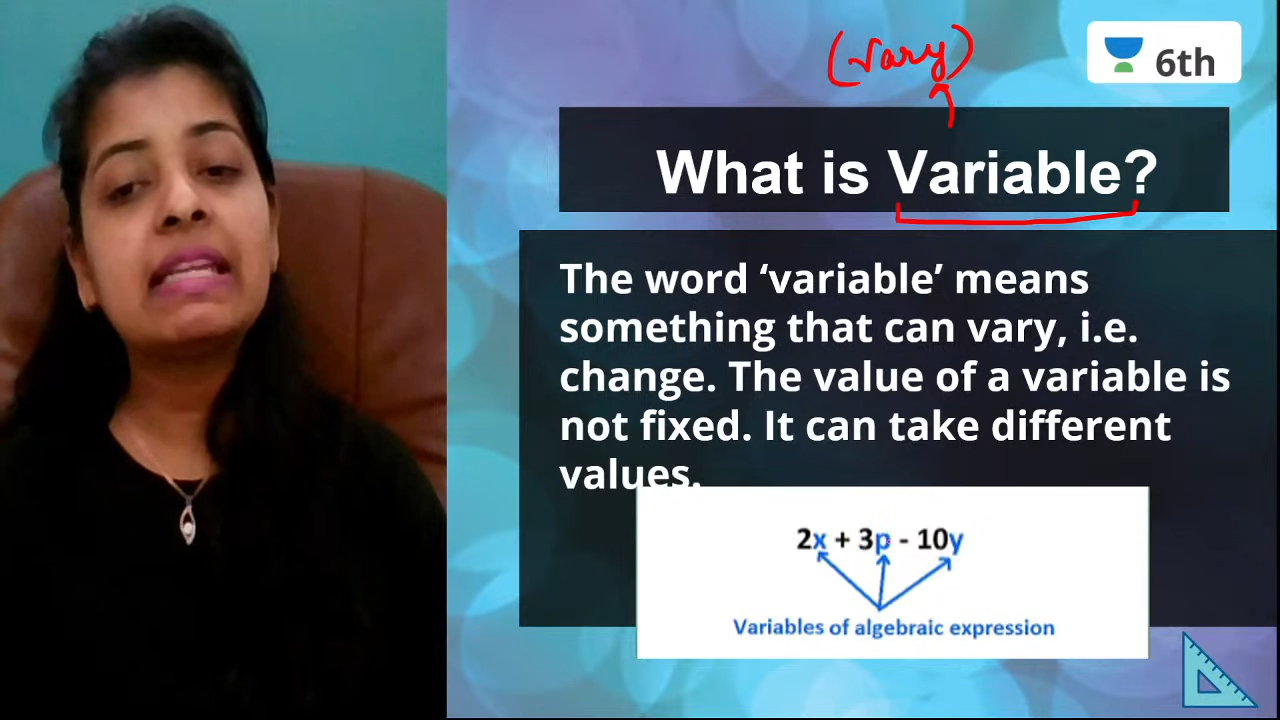 (vary)
6th
What is Variable?
The word ‘variable’ means
something that can vary, i.e.
change. The value of a variable is
not fixed. It can take different
values.
2x + 3p - 10y
Variables of algebraic expression